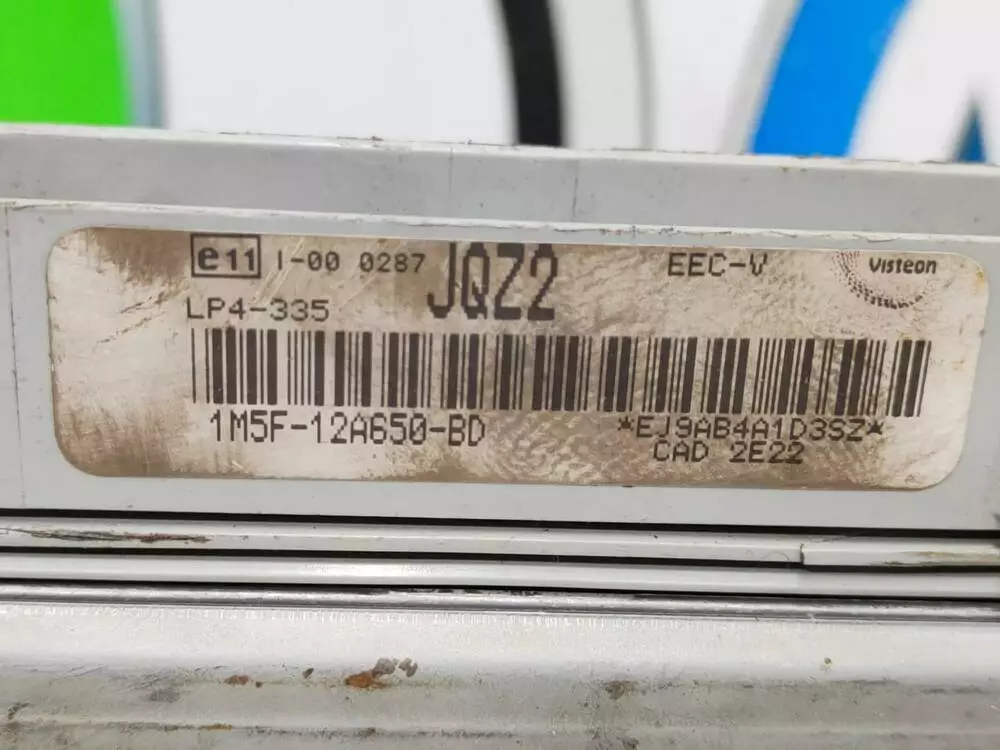 e11 I-00 0287 JQZ2 EEC-V Visteon
LP4-335
1M5F-12A650-BD *EJ9AB4A1D3SZ*
CAD 2E22